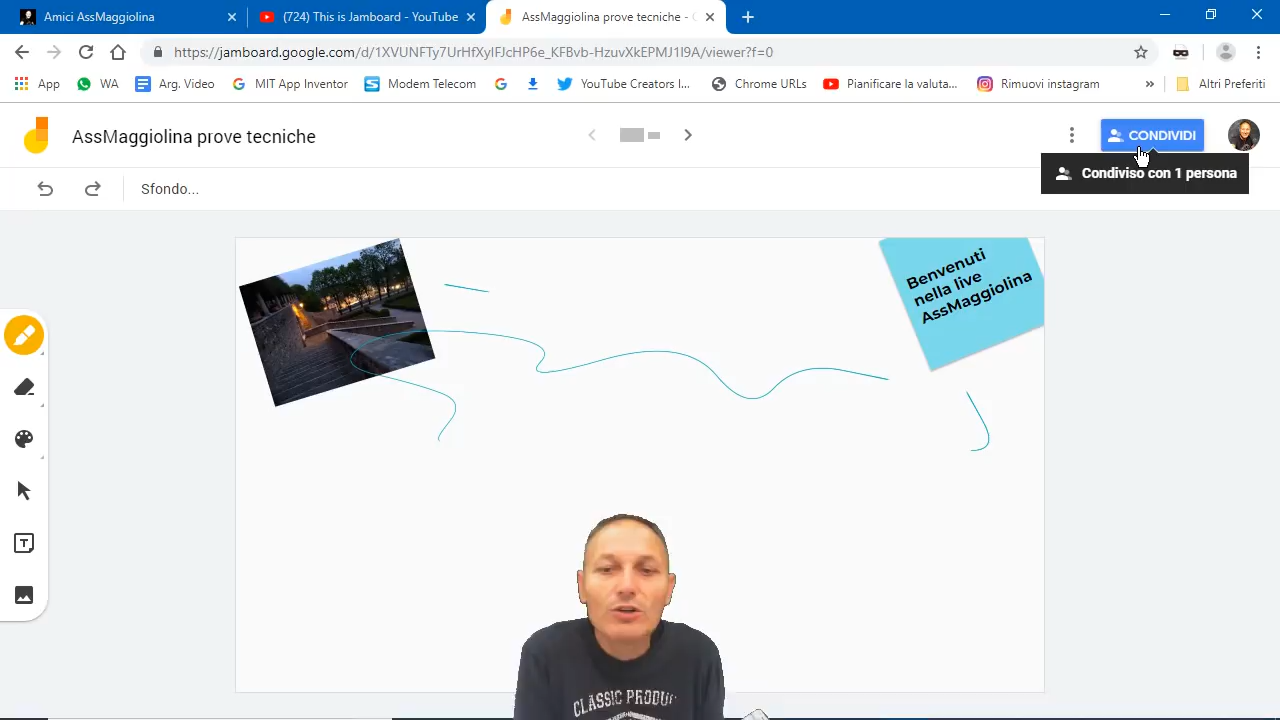 Amici AssMaggiolina
(724) This is Jamboard - YouTube
AssMaggiolina prove tecniche -
https://jamboard.google.com/d/1XVUNFTy7UrHfXyIFJcHP6e_KFBvb-HzuvXkEPMJ1I9A/viewer?f=0
App WA Arg. Video MIT App Inventor Modem Telecom YouTube Creators I... Chrome URLs Pianificare la valuta... Rimuovi instagram » Altri Preferiti
AssMaggiolina prove tecniche
CONDIVIDI
Condiviso con 1 persona
Sfondo...
Benvenuti
nella live
AssMaggiolina
T
CLASSIC PRODU